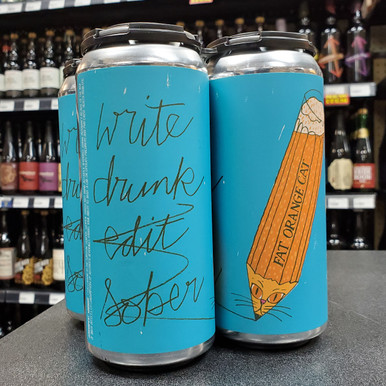 Write
drunk
edit
Sober
FAT ORANGE CAT